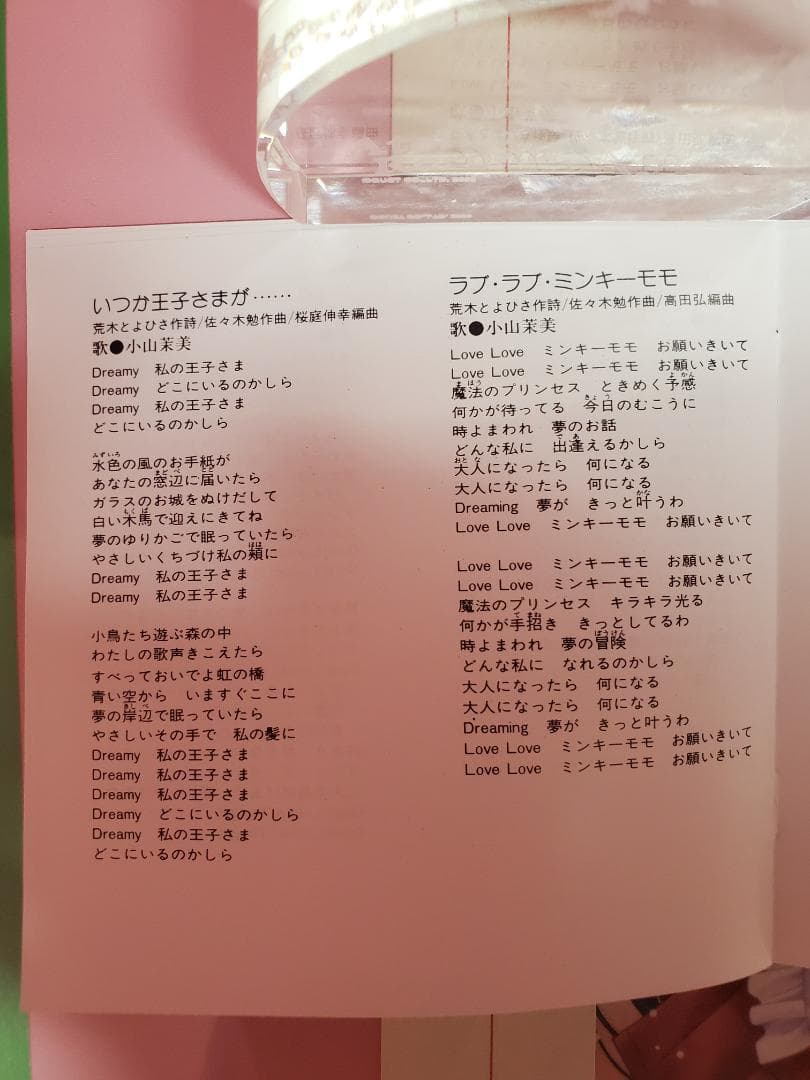 いつか王子さまが……
荒木とよひさ作詩/佐々木勉作曲/桜庭伸幸編曲
歌●小山茉美
Dreamy 私の王子さま
Dreamy どこにいるのかしら
Dreamy 私の王子さま
どこにいるのかしら
水色の風のお手紙が
あなたの窓辺に届いたら
ガラスのお城をぬけだして
白い木馬で迎えにきてね
夢のゆりかごで眠っていたら
やさしいくちづけ私の頬に
Dreamy 私の王子さま
Dreamy 私の王子さま
小鳥たち遊ぶ森の中
わたしの歌声きこえたら
すべっておいでよ虹の橋
青い空から いますぐここに
夢の岸辺で眠っていたら
やさしいその手で 私の髪に
Dreamy 私の王子さま
Dreamy 私の王子さま
Dreamy 私の王子さま
Dreamy どこにいるのかしら
Dreamy 私の王子さま
どこにいるのかしら
ラブ・ラブ・ミンキーモモ
荒木とよひさ作詩/佐々木勉作曲/高田弘編曲
歌●小山茉美
Love Love ミンキーモモ お願いきいて
Love Love ミンキーモモ お願いきいて
魔法のプリンセス ときめく予感
何かが待ってる 今日のむこうに
時よまわれ 夢のお話
どんな私に 出逢えるかしら
大人になったら 何になる
大人になったら 何になる
Dreaming 夢が きっと叶うわ
Love Love ミンキーモモ お願いきいて
Love Love ミンキーモモ お願いきいて
Love Love ミンキーモモ お願いきいて
魔法のプリンセス キラキラ光る
何かが手招き きっとしてるわ
時よまわれ 夢の冒険
どんな私に なれるのかしら
大人になったら 何になる
大人になったら 何になる
Dreaming 夢が きっと叶うわ
Love Love ミンキーモモ お願いきいて
Love Love ミンキーモモ お願いきいて